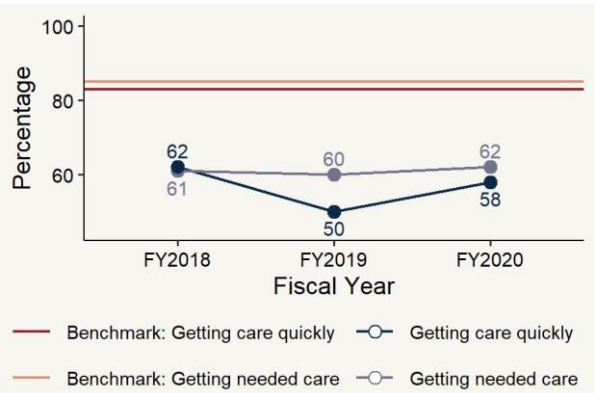 100
80
60
Percentage
62
61
60
50
62
58
FY2018 FY2019 FY2020
Fiscal Year
Benchmark: Getting care quickly Getting care quickly
Benchmark: Getting needed care Getting needed care